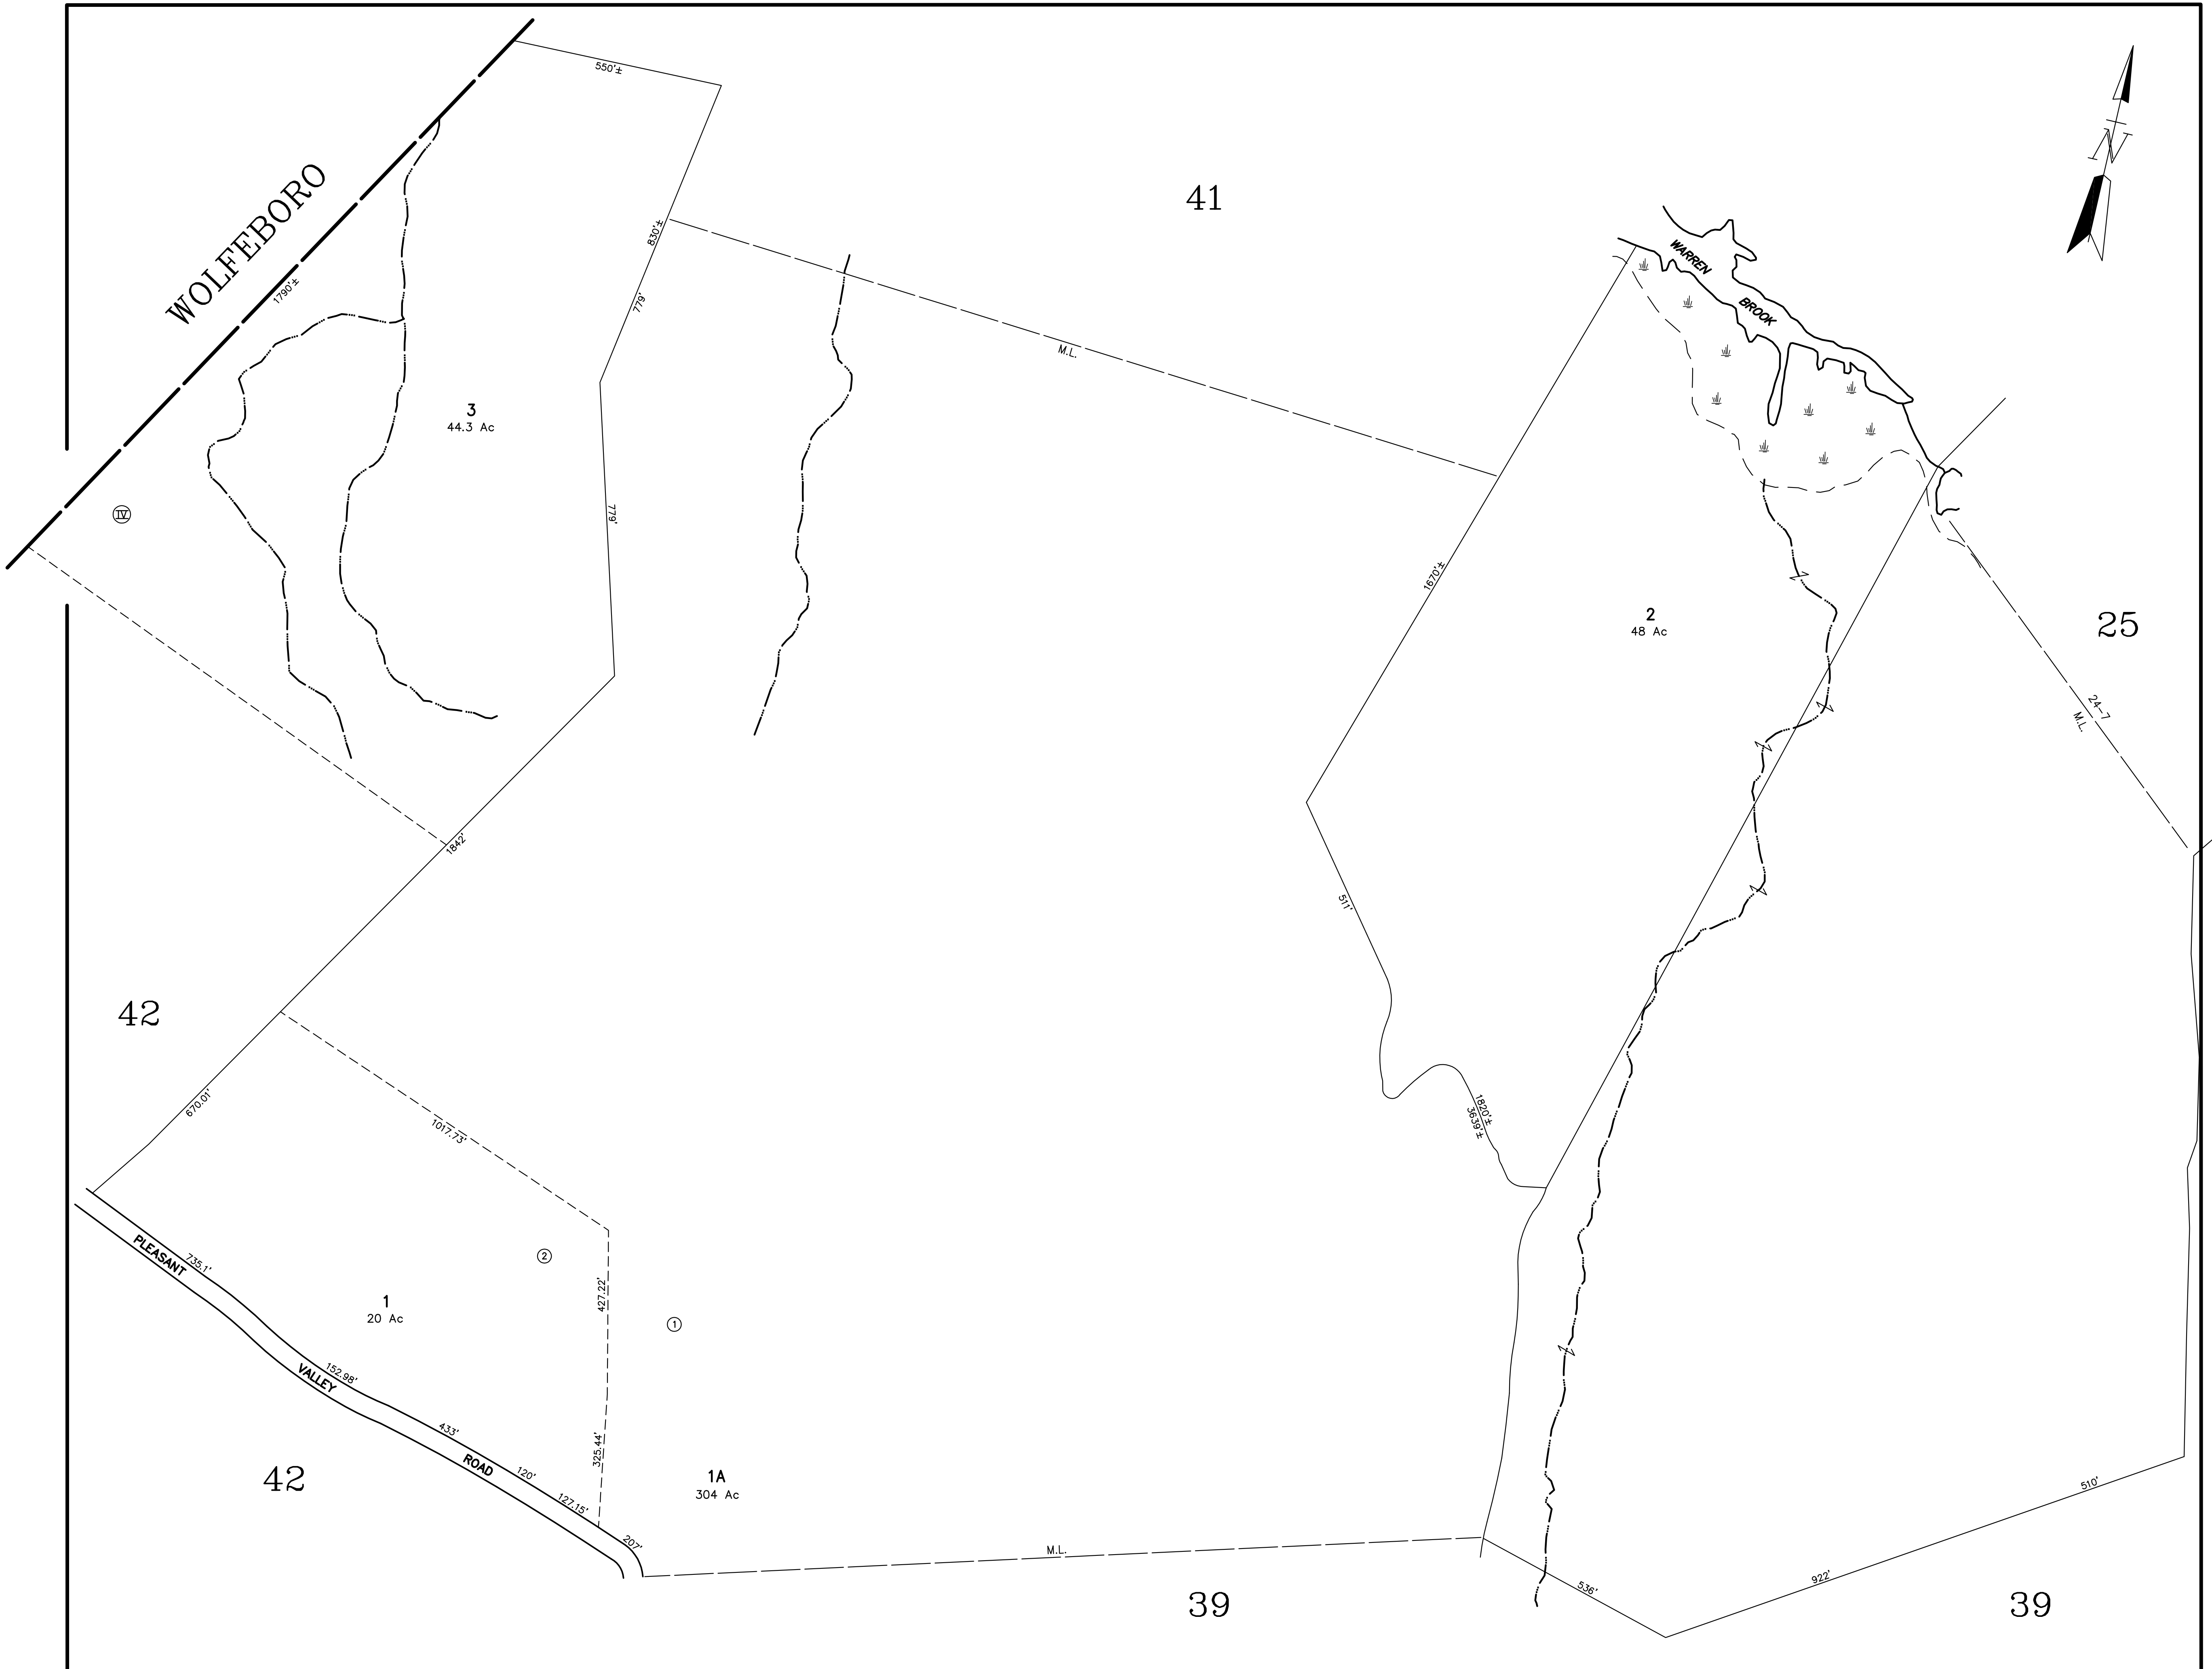 550'±
WOLFEBORO
1790'±
830'±
779'
41
N
WARREN
BROOK
M.L.
3
44.3 Ac
IV
779'
1670'±
2
48 Ac
25
24-7
M.L.
1842'
511'
42
670.01'
1017.73'
1820'±
3639'±
735.1'
PLEASANT
2
427.22'
1
20 Ac
1
152.98'
VALLEY
433'
ROAD
325.44'
120'
127.15'
207'
42
1A
304 Ac
M.L.
510'
922'
536'
39
39